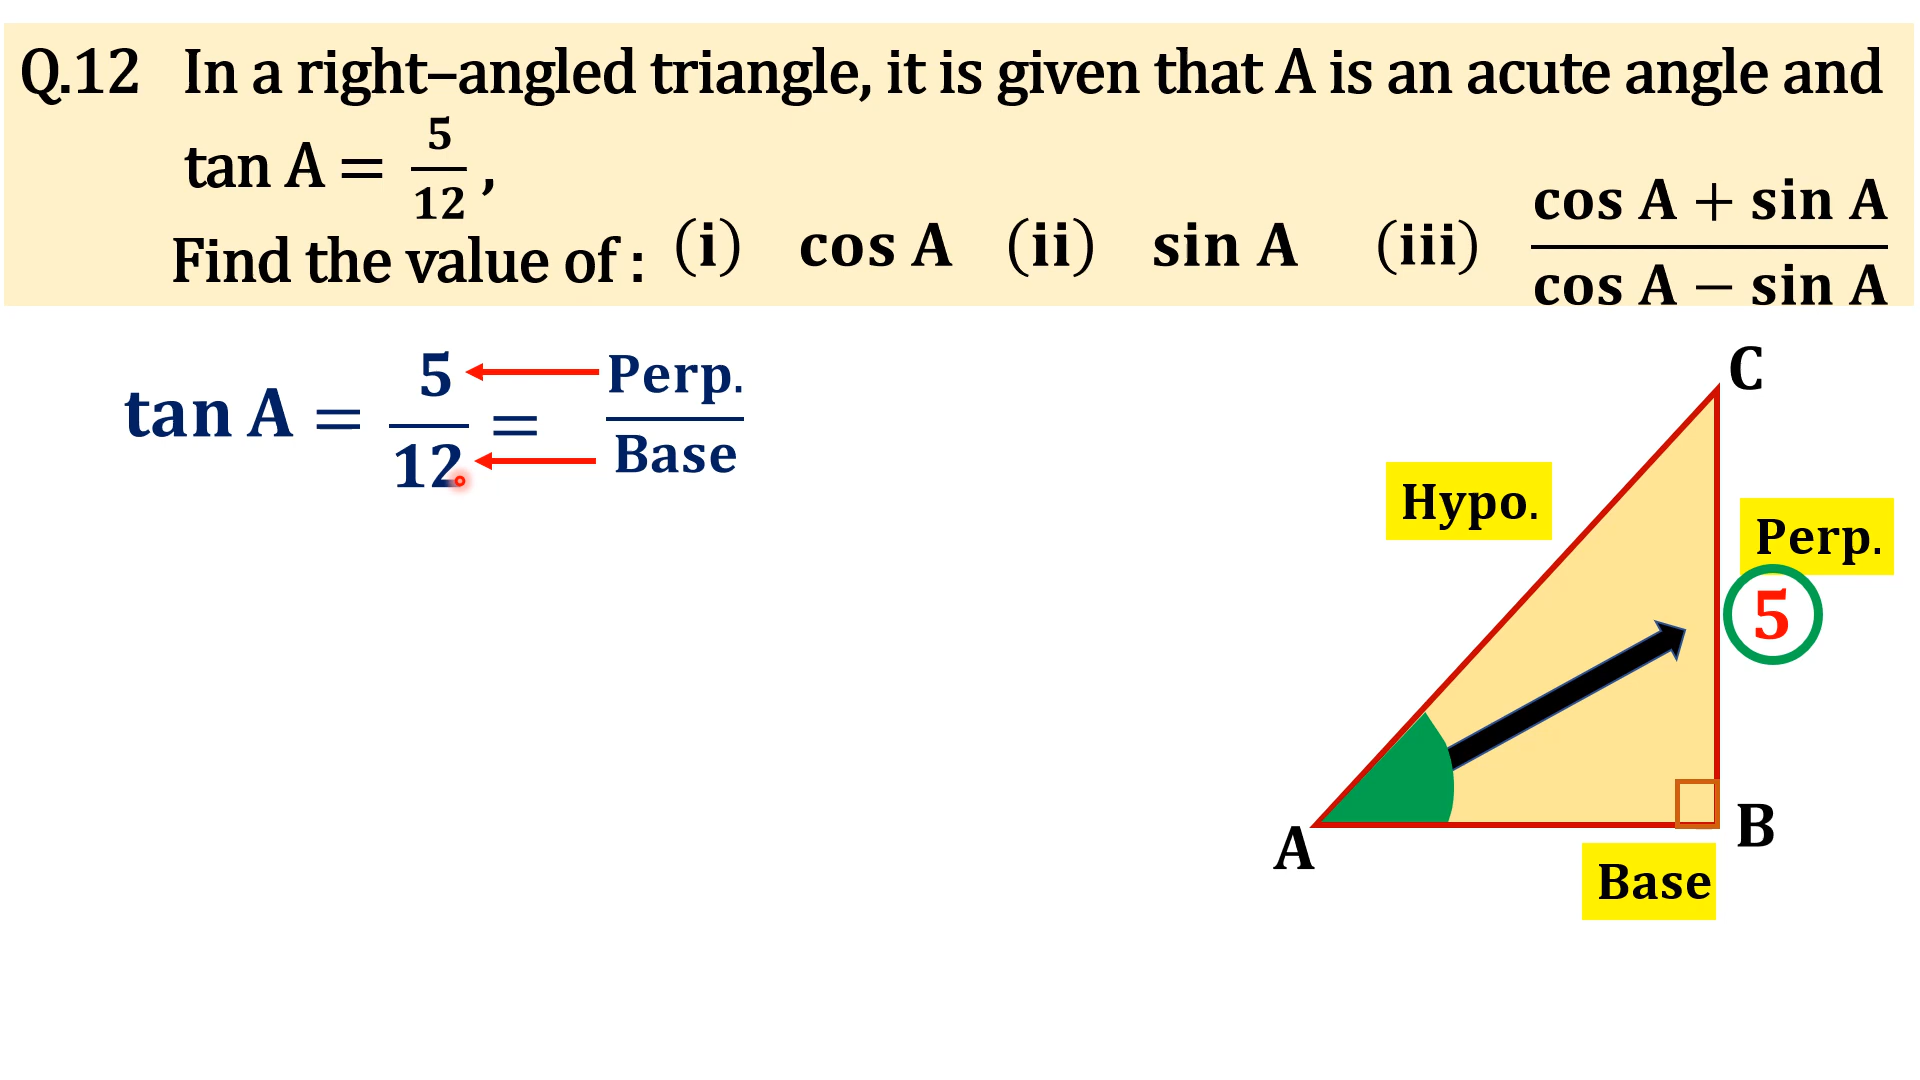 Q.12 In a right–angled triangle, it is given that A is an acute angle and
tan A = 5/12 ,
Find the value of : (i) cos A (ii) sin A (iii) (cos A + sin A)/(cos A − sin A)
tan A = 5/12 = Perp./Base
C
Hypo.
Perp.
5
A
B
Base